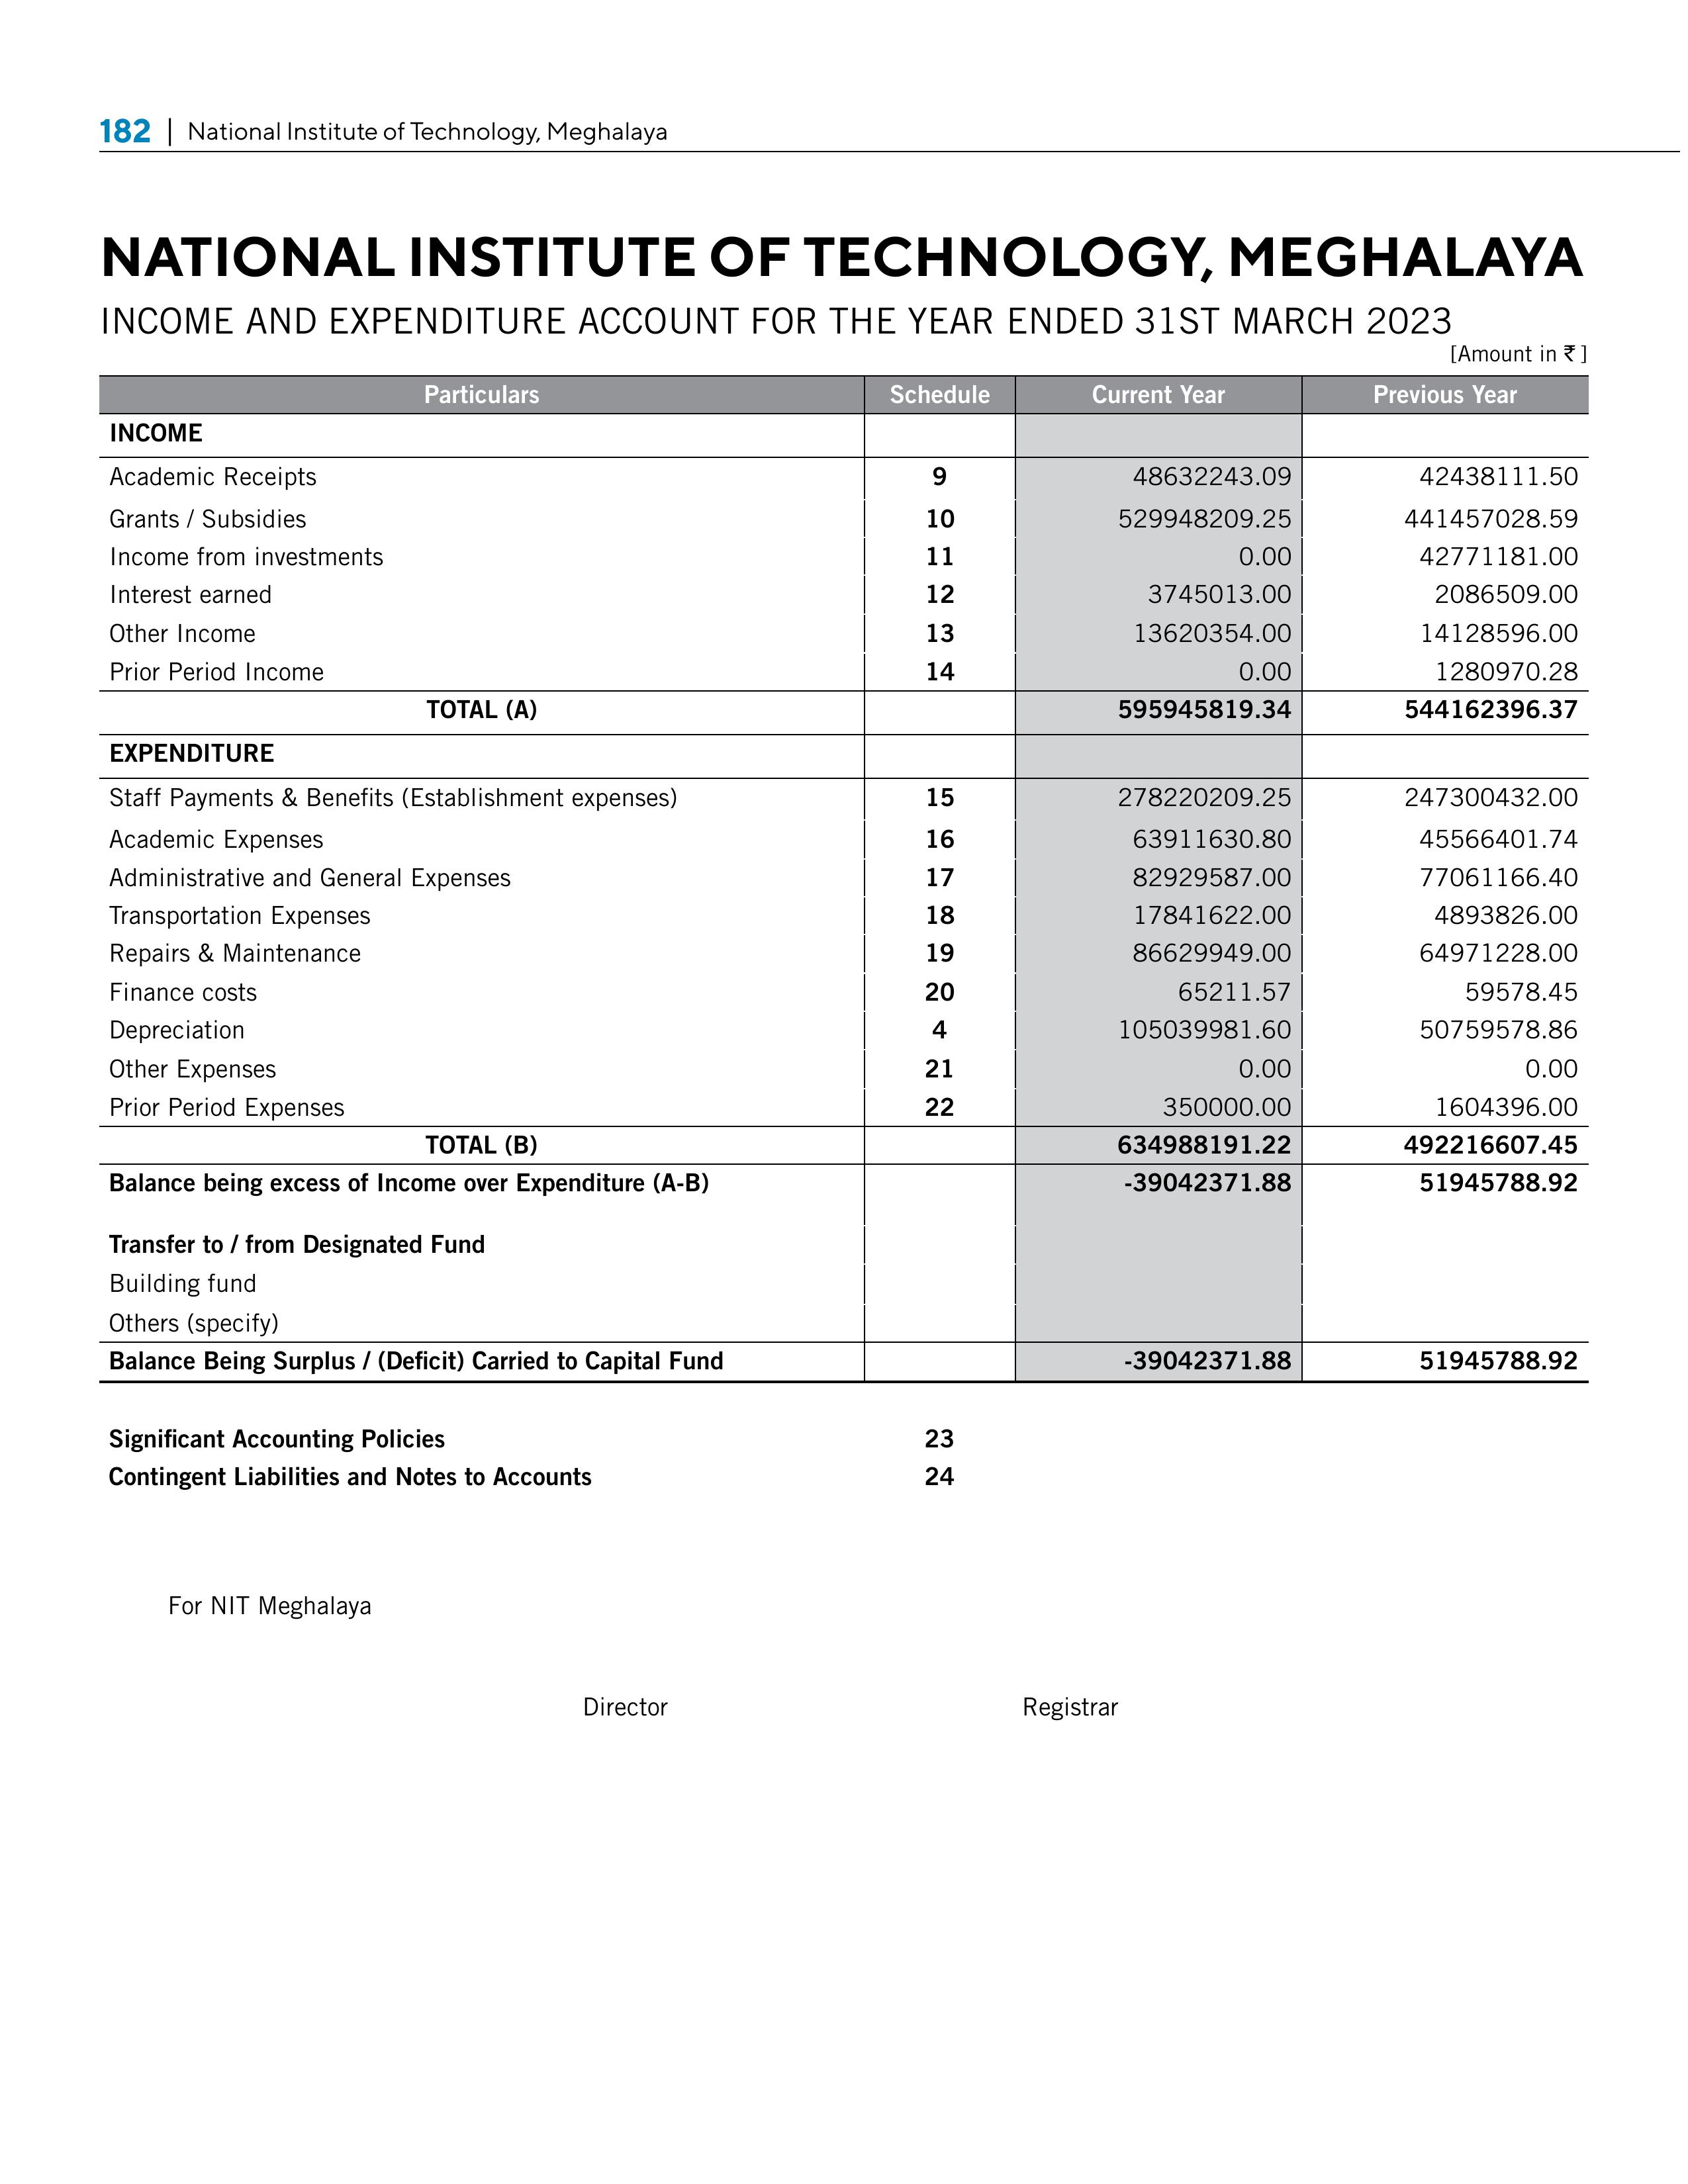 182 | National Institute of Technology, Meghalaya
NATIONAL INSTITUTE OF TECHNOLOGY, MEGHALAYA
INCOME AND EXPENDITURE ACCOUNT FOR THE YEAR ENDED 31ST MARCH 2023
[Amount in ₹ ]
Particulars Schedule Current Year Previous Year
INCOME
Academic Receipts 9 48632243.09 42438111.50
Grants / Subsidies 10 529948209.25 441457028.59
Income from investments 11 0.00 42771181.00
Interest earned 12 3745013.00 2086509.00
Other Income 13 13620354.00 14128596.00
Prior Period Income 14 0.00 1280970.28
TOTAL (A) 595945819.34 544162396.37
EXPENDITURE
Staff Payments & Benefits (Establishment expenses) 15 278220209.25 247300432.00
Academic Expenses 16 63911630.80 45566401.74
Administrative and General Expenses 17 82929587.00 77061166.40
Transportation Expenses 18 17841622.00 4893826.00
Repairs & Maintenance 19 86629949.00 64971228.00
Finance costs 20 65211.57 59578.45
Depreciation 4 105039981.60 50759578.86
Other Expenses 21 0.00 0.00
Prior Period Expenses 22 350000.00 1604396.00
TOTAL (B) 634988191.22 492216607.45
Balance being excess of Income over Expenditure (A-B) -39042371.88 51945788.92
Transfer to / from Designated Fund
Building fund
Others (specify)
Balance Being Surplus / (Deficit) Carried to Capital Fund -39042371.88 51945788.92
Significant Accounting Policies 23
Contingent Liabilities and Notes to Accounts 24
For NIT Meghalaya
Director Registrar